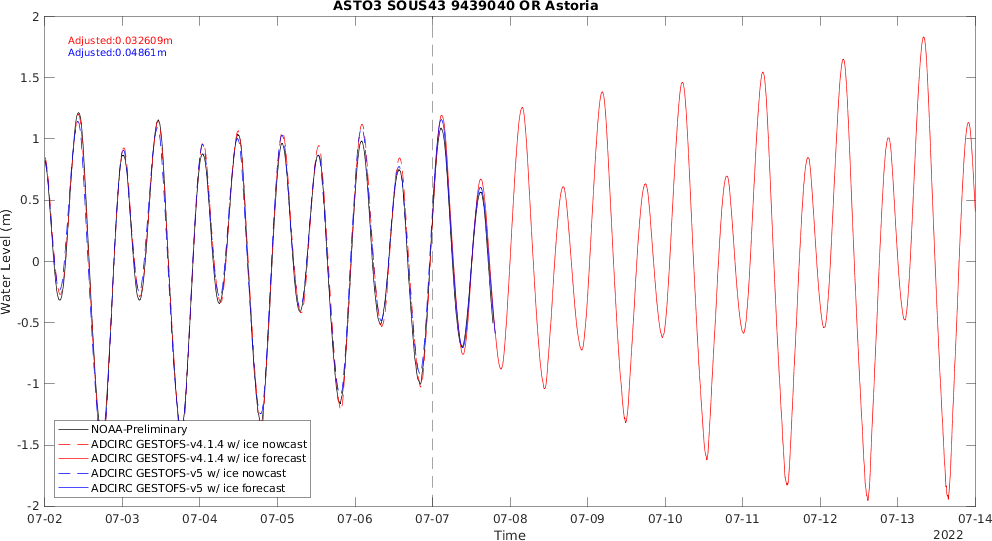 ASTO3 SOUS43 9439040 OR Astoria
Adjusted:0.032609m
Adjusted:0.04861m
Water Level (m)
2
1.5
1
0.5
0
-0.5
-1
-1.5
-2
NOAA-Preliminary
ADCIRC GESTOFS-v4.1.4 w/ ice nowcast
ADCIRC GESTOFS-v4.1.4 w/ ice forecast
ADCIRC GESTOFS-v5 w/ ice nowcast
ADCIRC GESTOFS-v5 w/ ice forecast
07-02 07-03 07-04 07-05 07-06 07-07 07-08 07-09 07-10 07-11 07-12 07-13 07-14
Time
2022